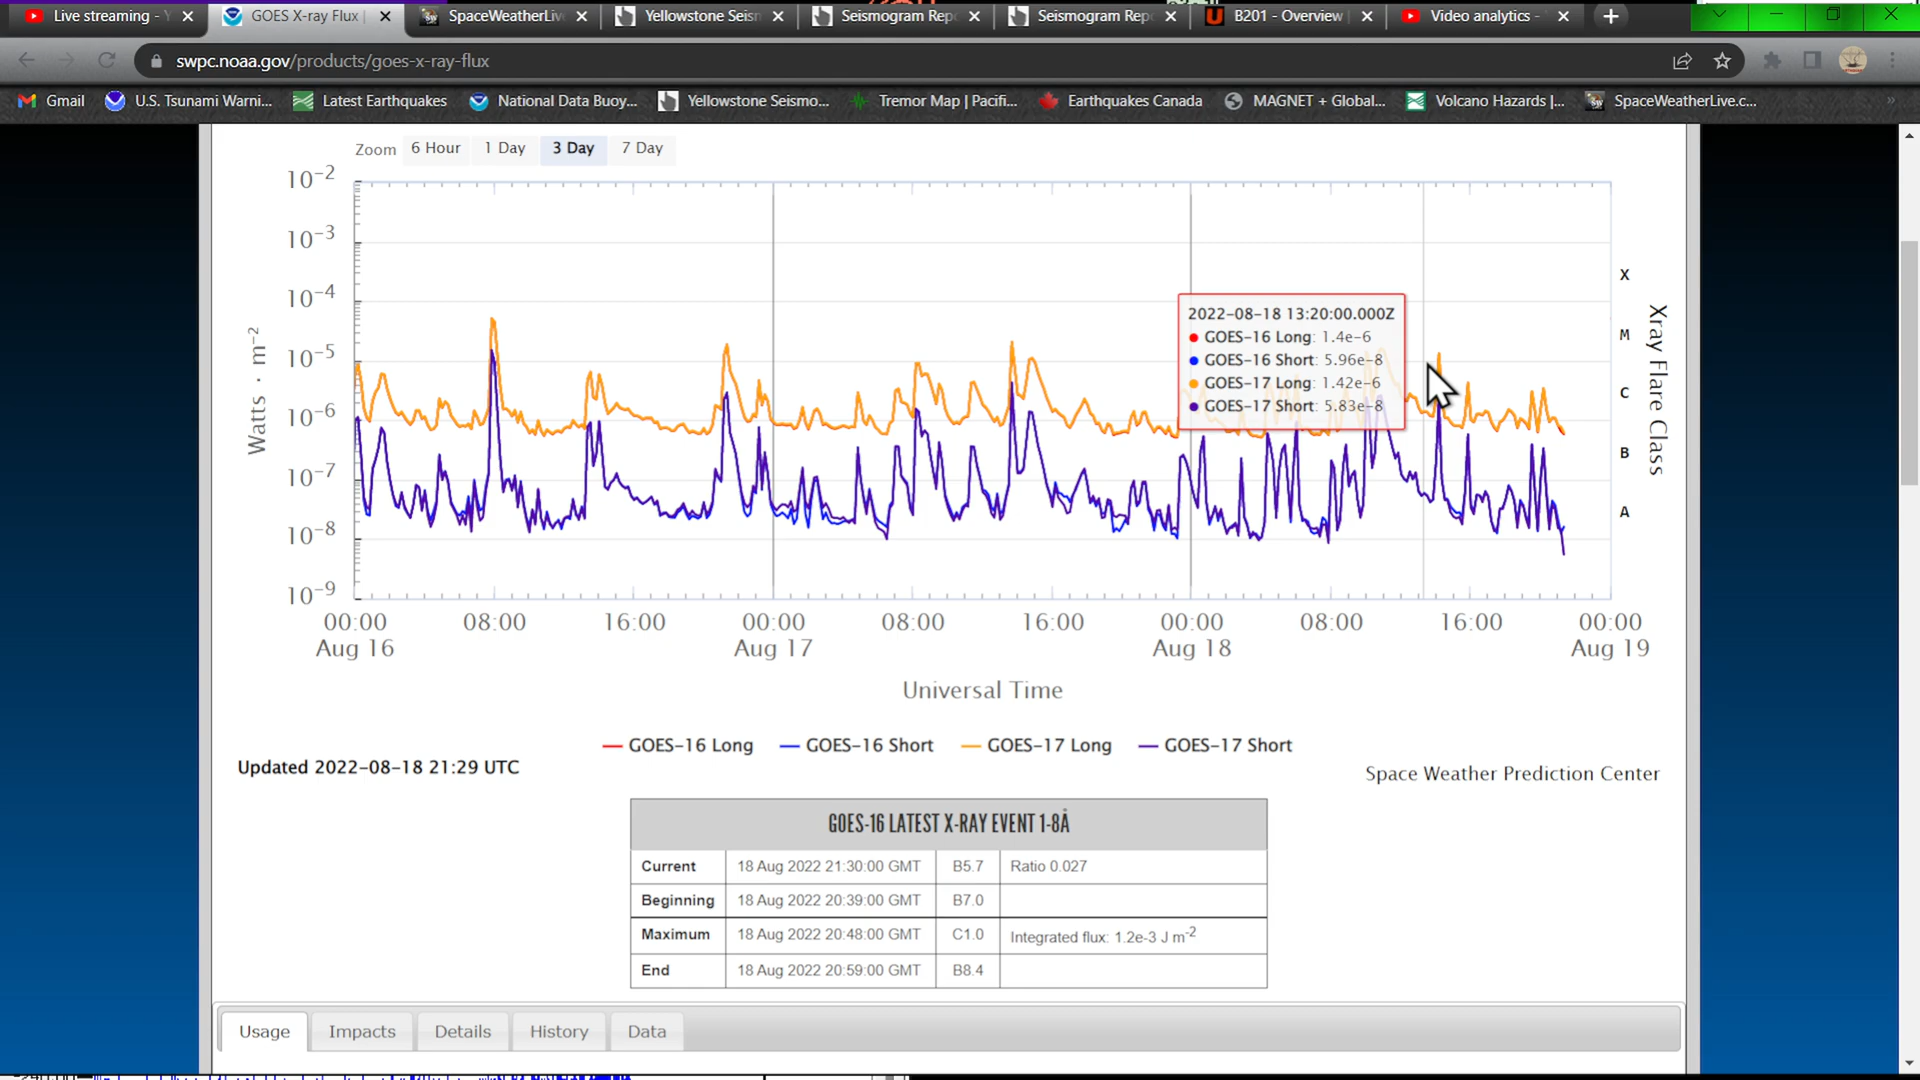 Live streaming - Y
GOES X-ray Flux |
SpaceWeatherLiv
Yellowstone Seism
Seismogram Rep
Seismogram Rep
B201 - Overview
Video analytics -
swpc.noaa.gov/products/goes-x-ray-flux
Gmail
U.S. Tsunami Warni...
Latest Earthquakes
National Data Buoy...
Yellowstone Seismo...
Tremor Map | Pacifi...
Earthquakes Canada
MAGNET + Global...
Volcano Hazards |...
SpaceWeatherLive.c...
Zoom 6 Hour 1 Day 3 Day 7 Day
10-2
10-3
10-4
10-5
10-6
10-7
10-8
10-9
Watts · m-2
X
M
C
B
A
Xray Flare Class
2022-08-18 13:20:00.000Z
GOES-16 Long: 1.4e-6
GOES-16 Short: 5.96e-8
GOES-17 Long: 1.42e-6
GOES-17 Short: 5.83e-8
00:00 08:00 16:00 00:00 08:00 16:00 00:00 08:00 16:00 00:00
Aug 16 Aug 17 Aug 18 Aug 19
Universal Time
GOES-16 Long GOES-16 Short GOES-17 Long GOES-17 Short
Updated 2022-08-18 21:29 UTC
Space Weather Prediction Center
GOES-16 LATEST X-RAY EVENT 1-8Å
Current 18 Aug 2022 21:30:00 GMT B5.7 Ratio 0.027
Beginning 18 Aug 2022 20:39:00 GMT B7.0
Maximum 18 Aug 2022 20:48:00 GMT C1.0 Integrated flux: 1.2e-3 J m-2
End 18 Aug 2022 20:59:00 GMT B8.4
Usage Impacts Details History Data